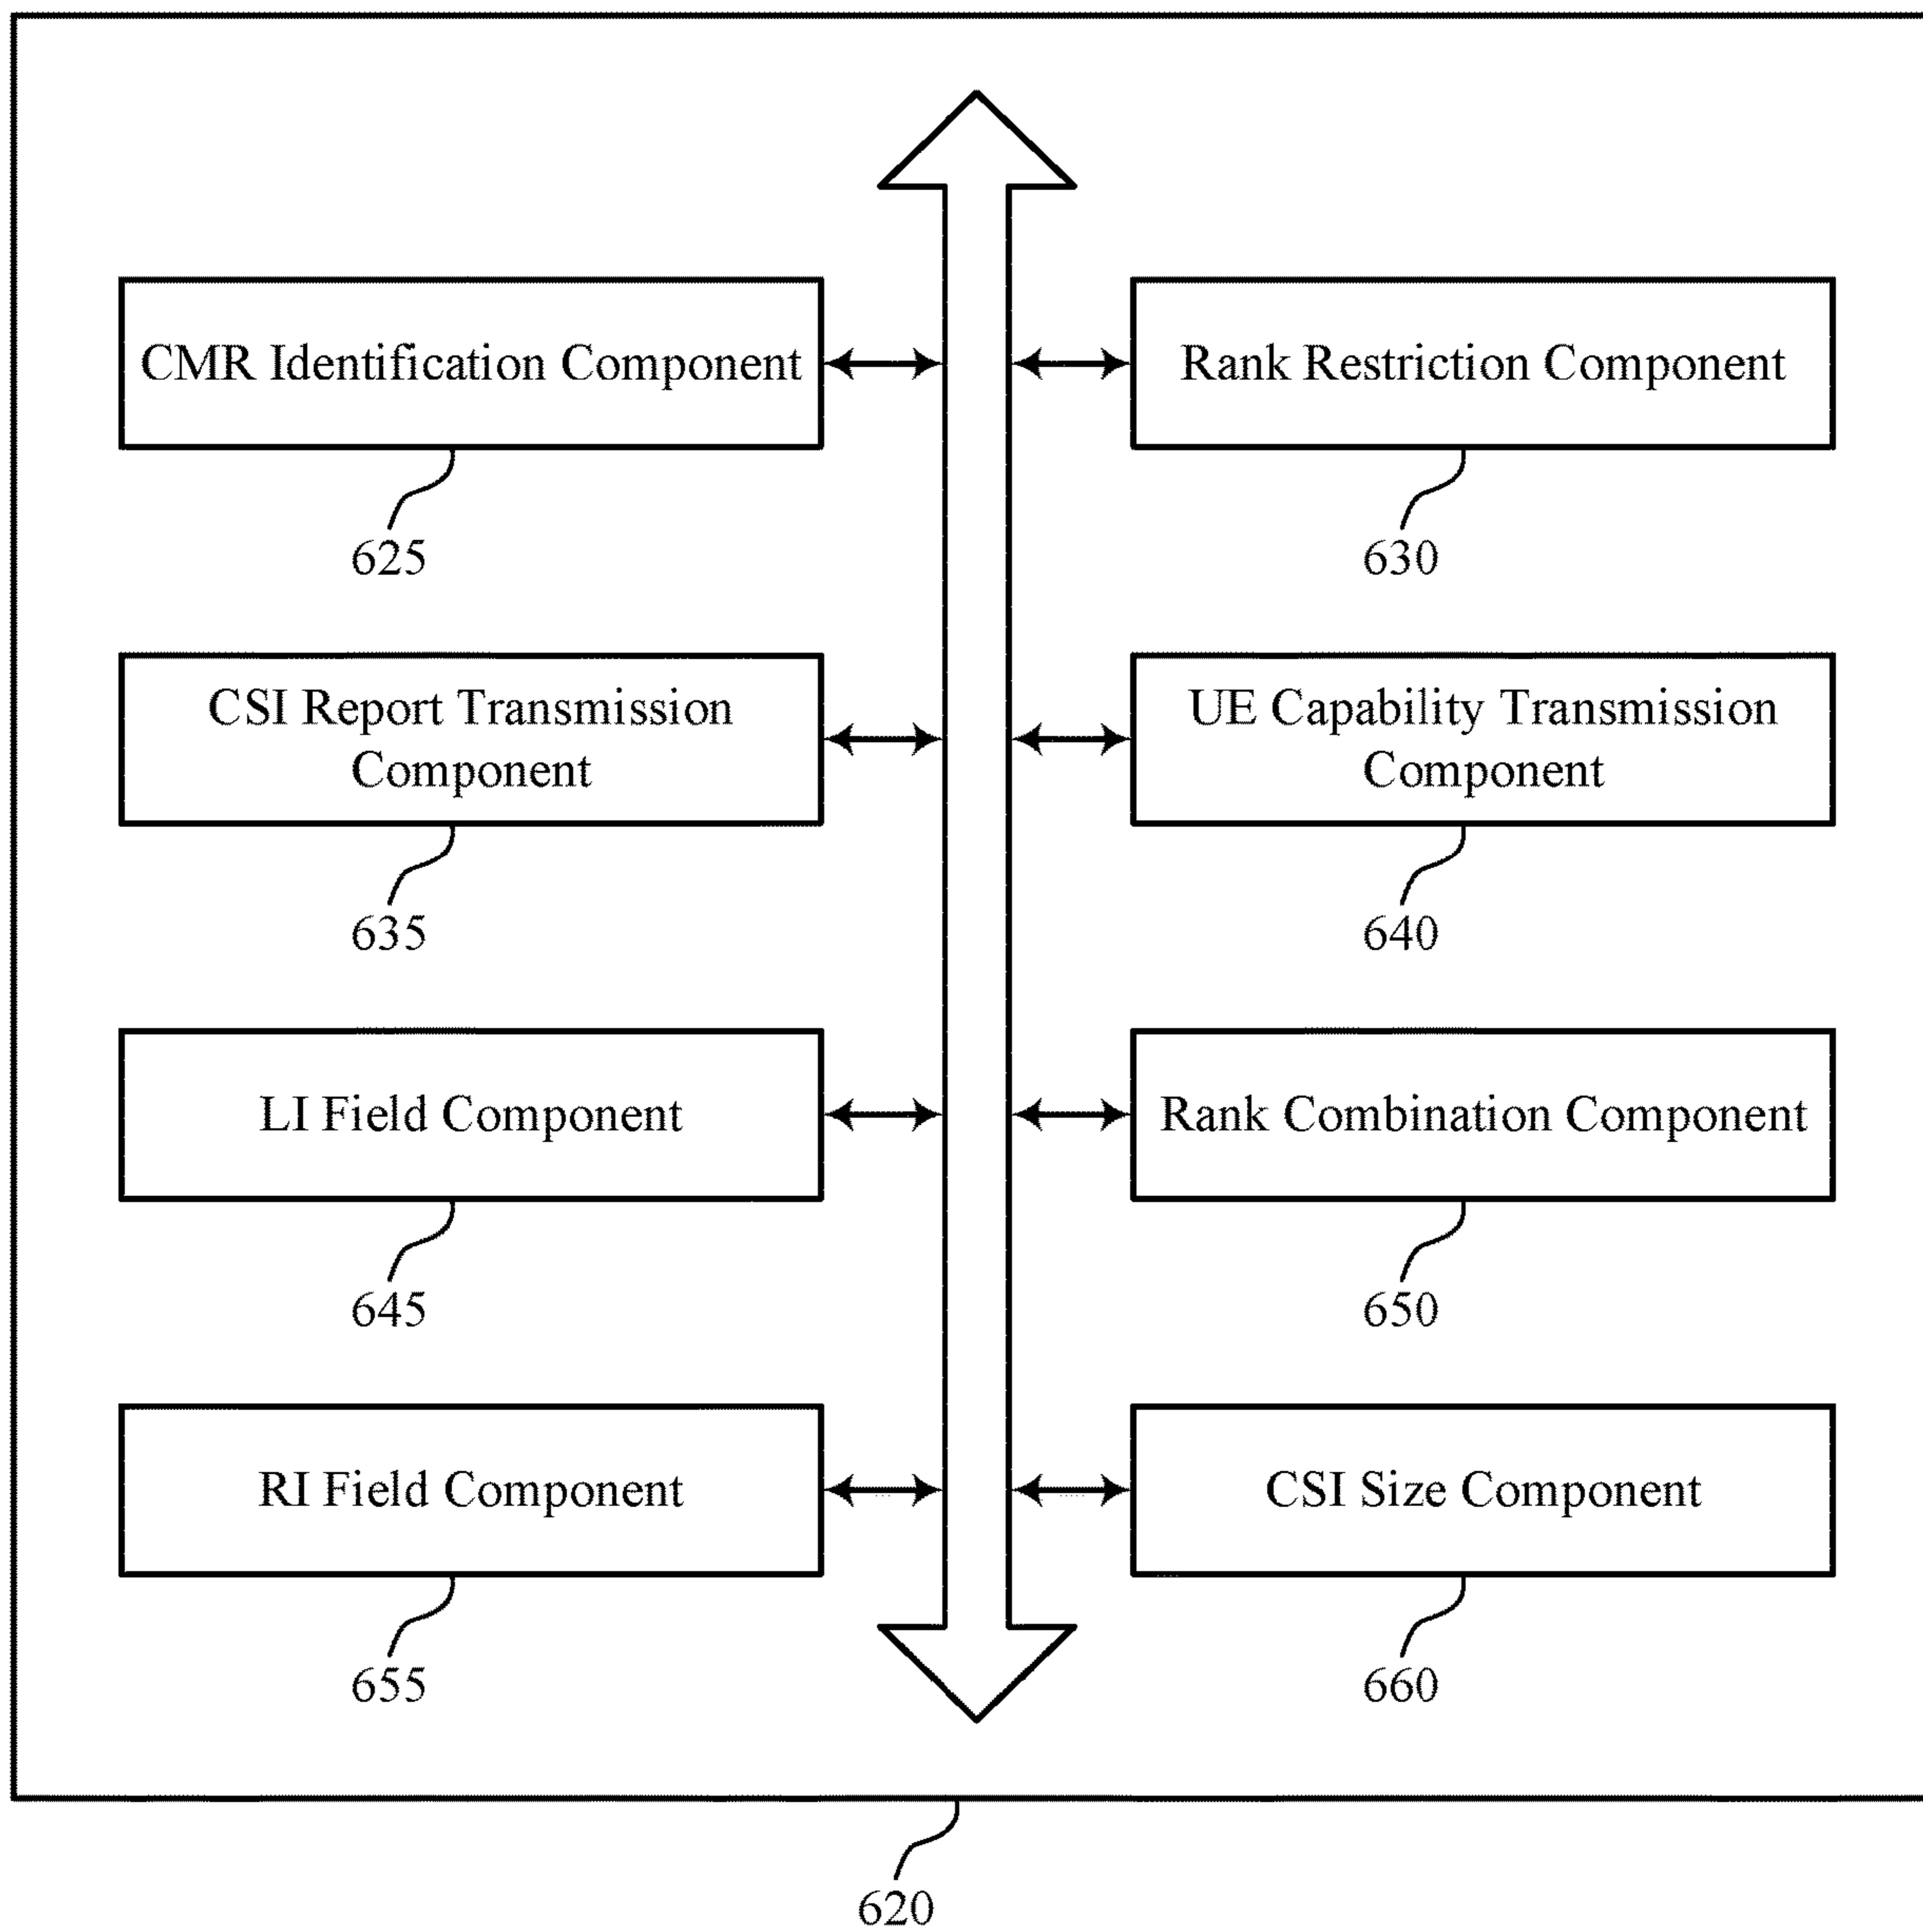 CMR Identification Component
Rank Restriction Component
625
630
CSI Report Transmission
Component
UE Capability Transmission
Component
635
640
LI Field Component
Rank Combination Component
645
650
RI Field Component
CSI Size Component
655
660
620